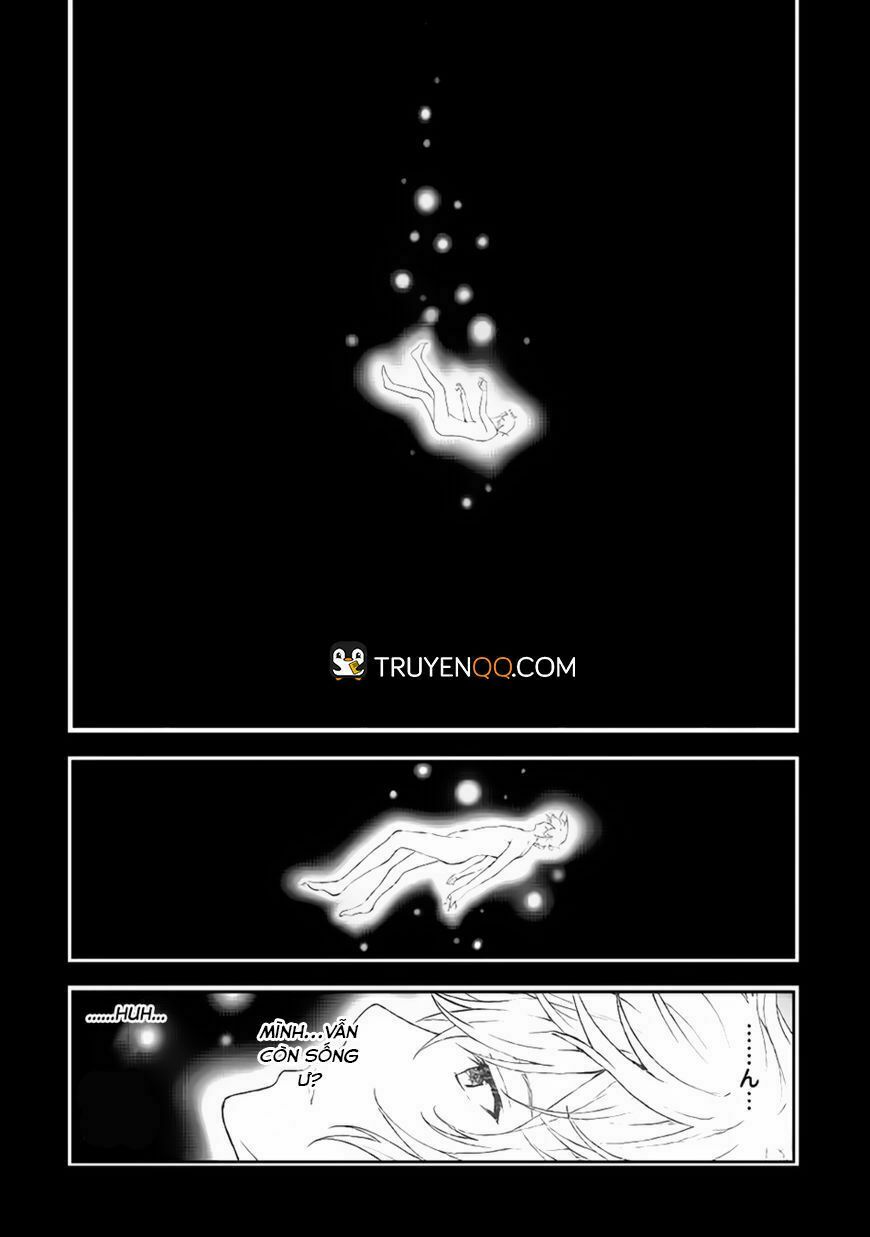 TRUYENQQ.COM
......HUH...
MÌNH...VẪN
CÒN SỐNG
Ư?
……ん…